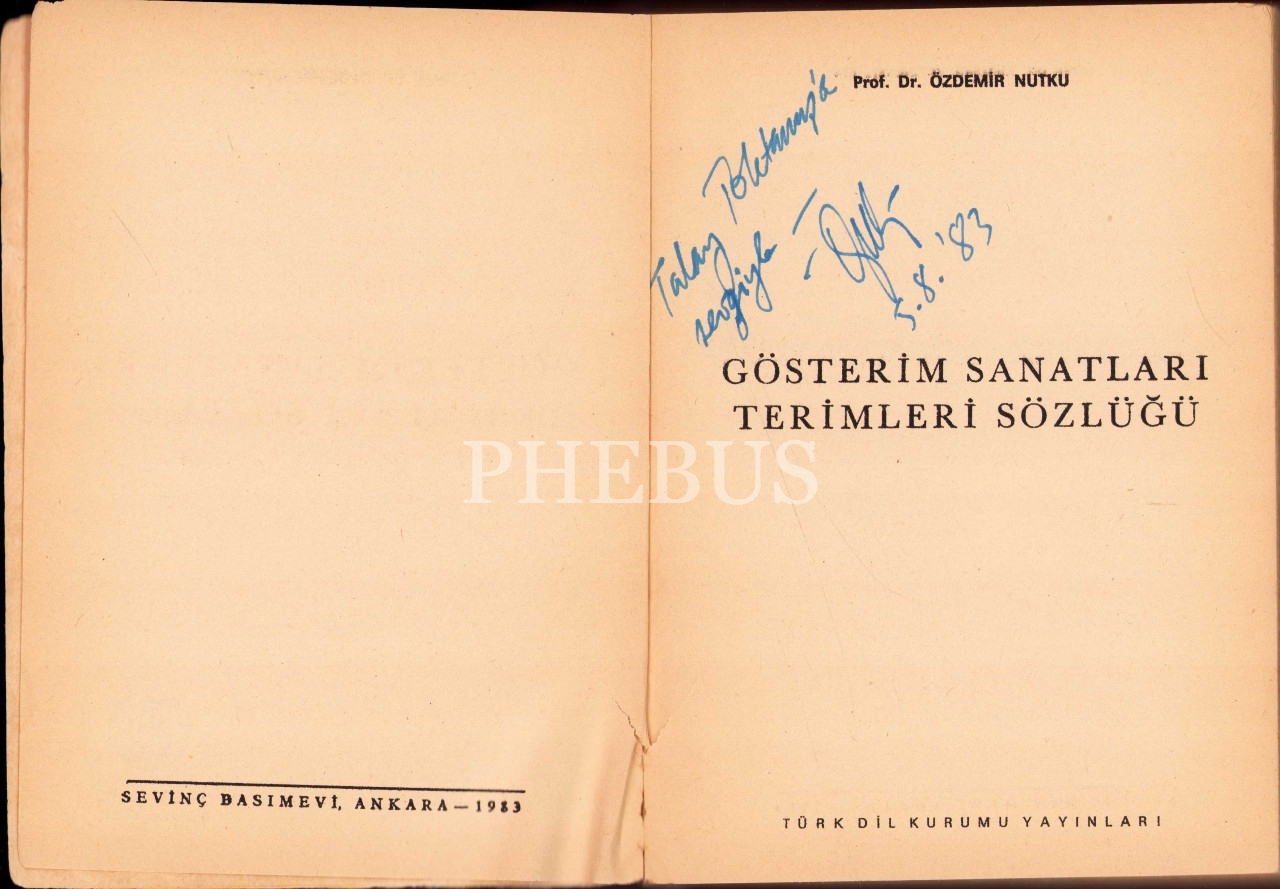 SEVİNÇ BASIMEVİ, ANKARA — 1983
Prof. Dr. ÖZDEMİR NUTKU
Talay Toktamış'a
sevgiyle
5.8.'83
GÖSTERİM SANATLARI
TERİMLERİ SÖZLÜĞÜ
PHEBUS
TÜRK DİL KURUMU YAYINLARI